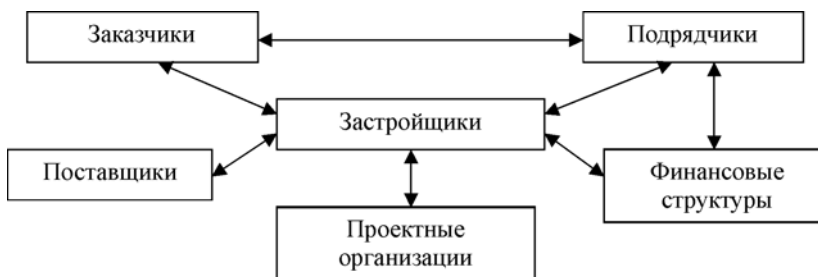 Заказчики
Подрядчики
Застройщики
Поставщики
Финансовые
структуры
Проектные
организации